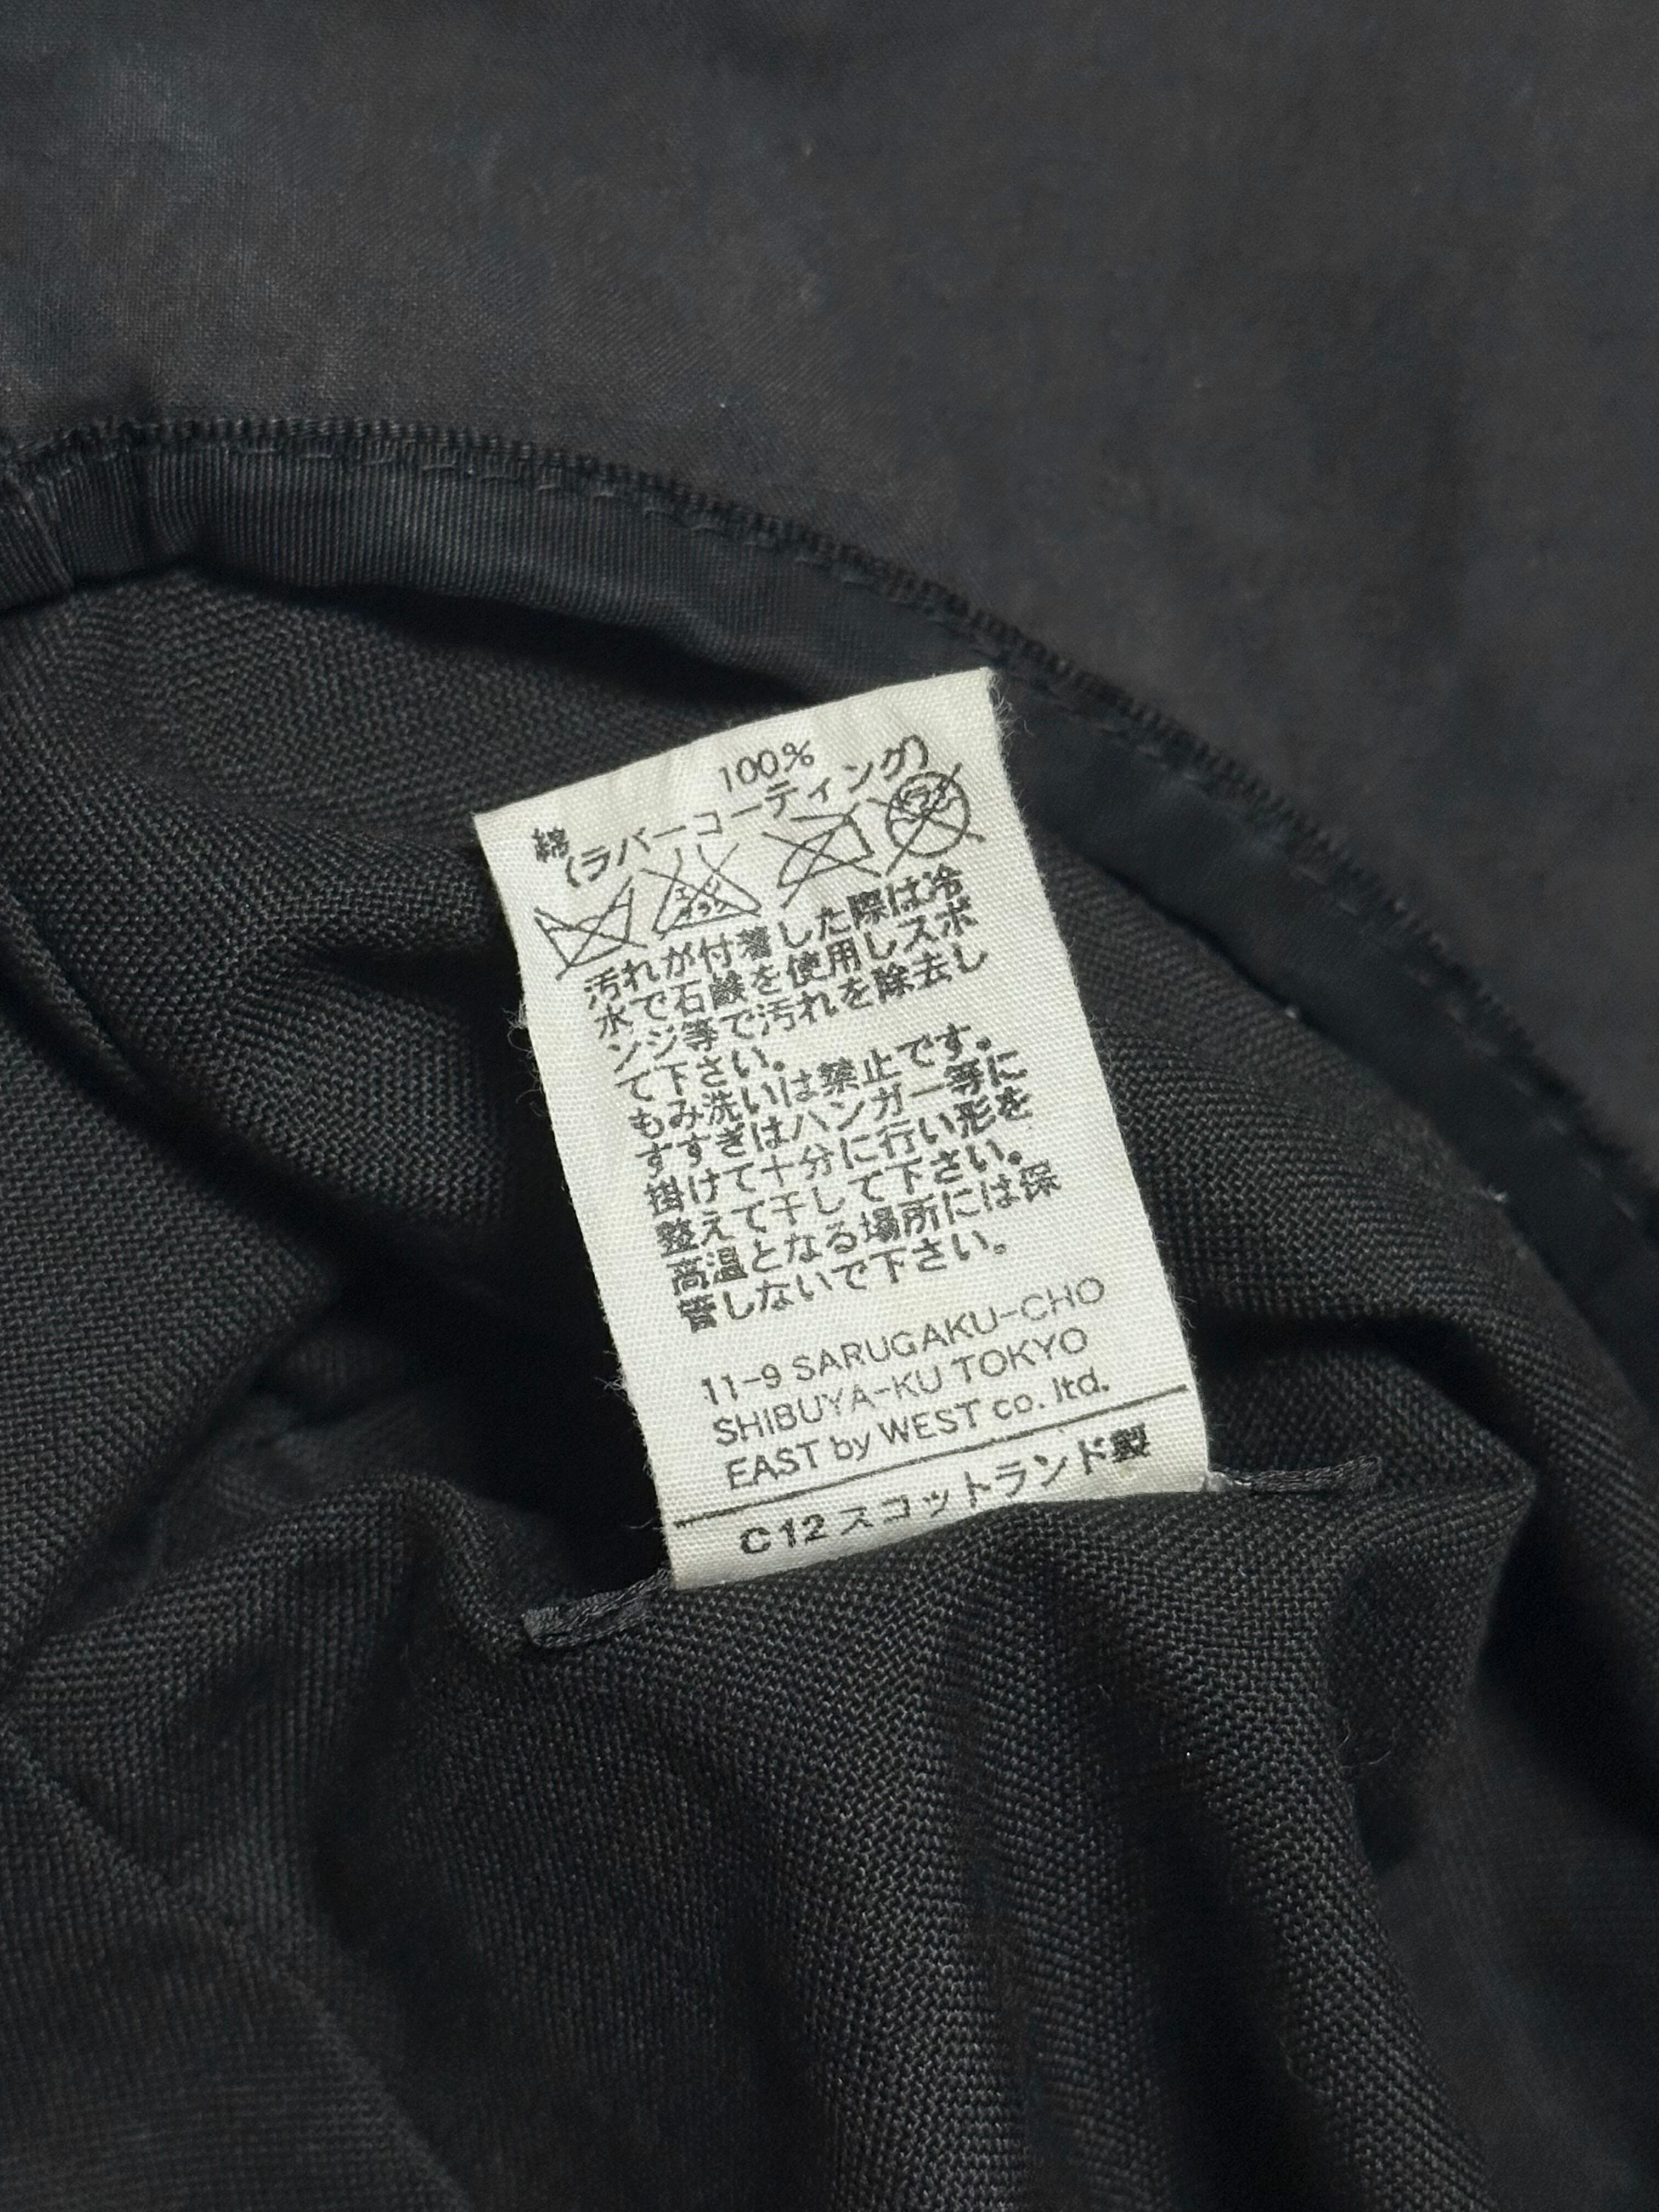 綿 100%
(ラバーコーティング)
汚れが付着した際は冷
水で石鹸を使用しスポ
ンジ等で汚れを除去し
て下さい。
もみ洗いは禁止です。
すすぎはハンガー等に
掛けて十分に行い形を
整えて干して下さい。
高温となる場所には保
管しないで下さい。
11-9 SARUGAKU-CHO
SHIBUYA-KU TOKYO
EAST by WEST co. ltd.
C12 スコットランド製